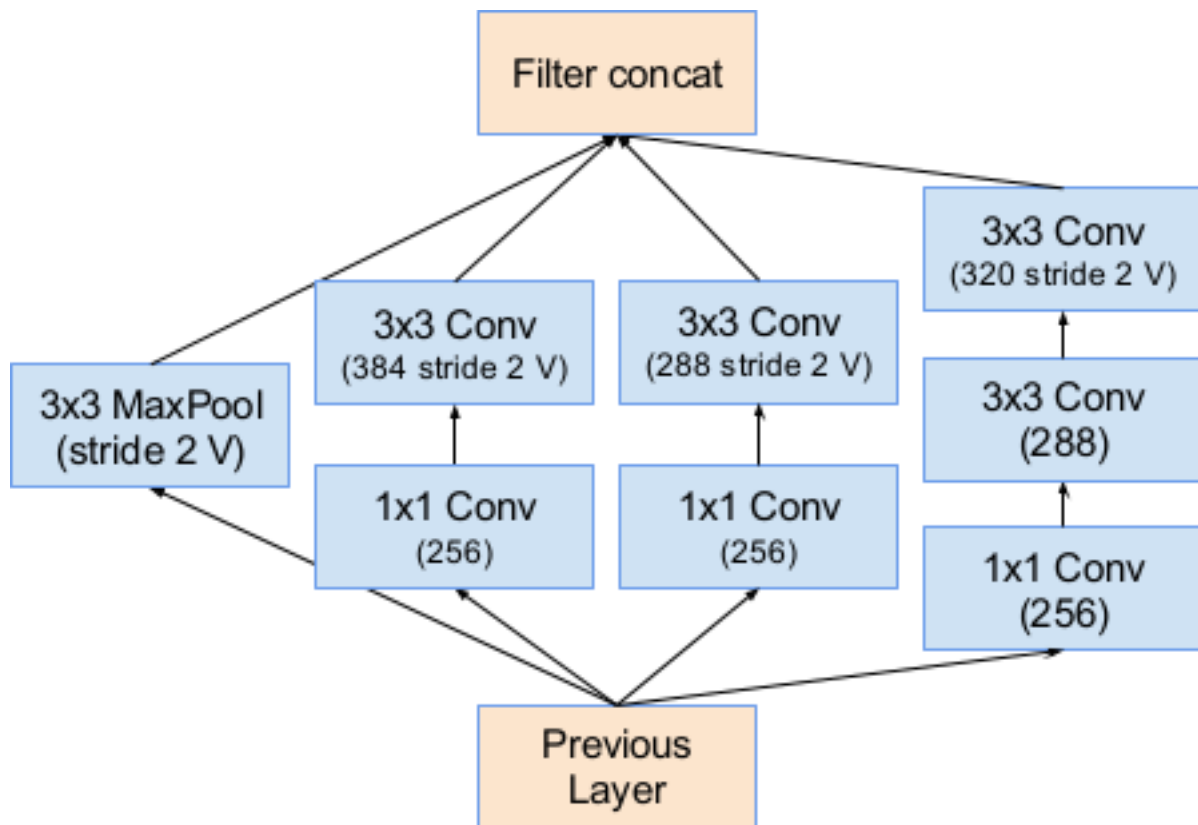 Filter concat
3x3 Conv
(320 stride 2 V)
3x3 Conv
(384 stride 2 V)
3x3 Conv
(288 stride 2 V)
3x3 MaxPool
(stride 2 V)
3x3 Conv
(288)
1x1 Conv
(256)
1x1 Conv
(256)
1x1 Conv
(256)
Previous
Layer